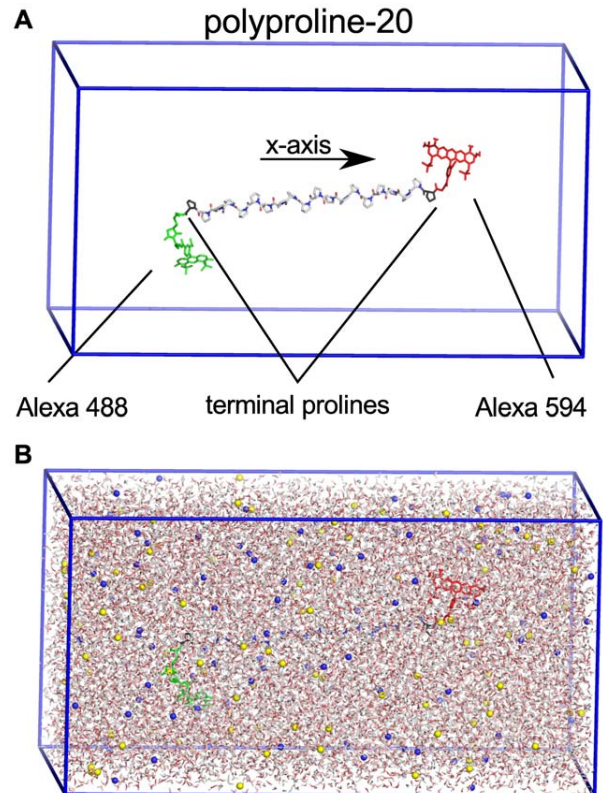 A
polyproline-20
x-axis
Alexa 488
terminal prolines
Alexa 594
B